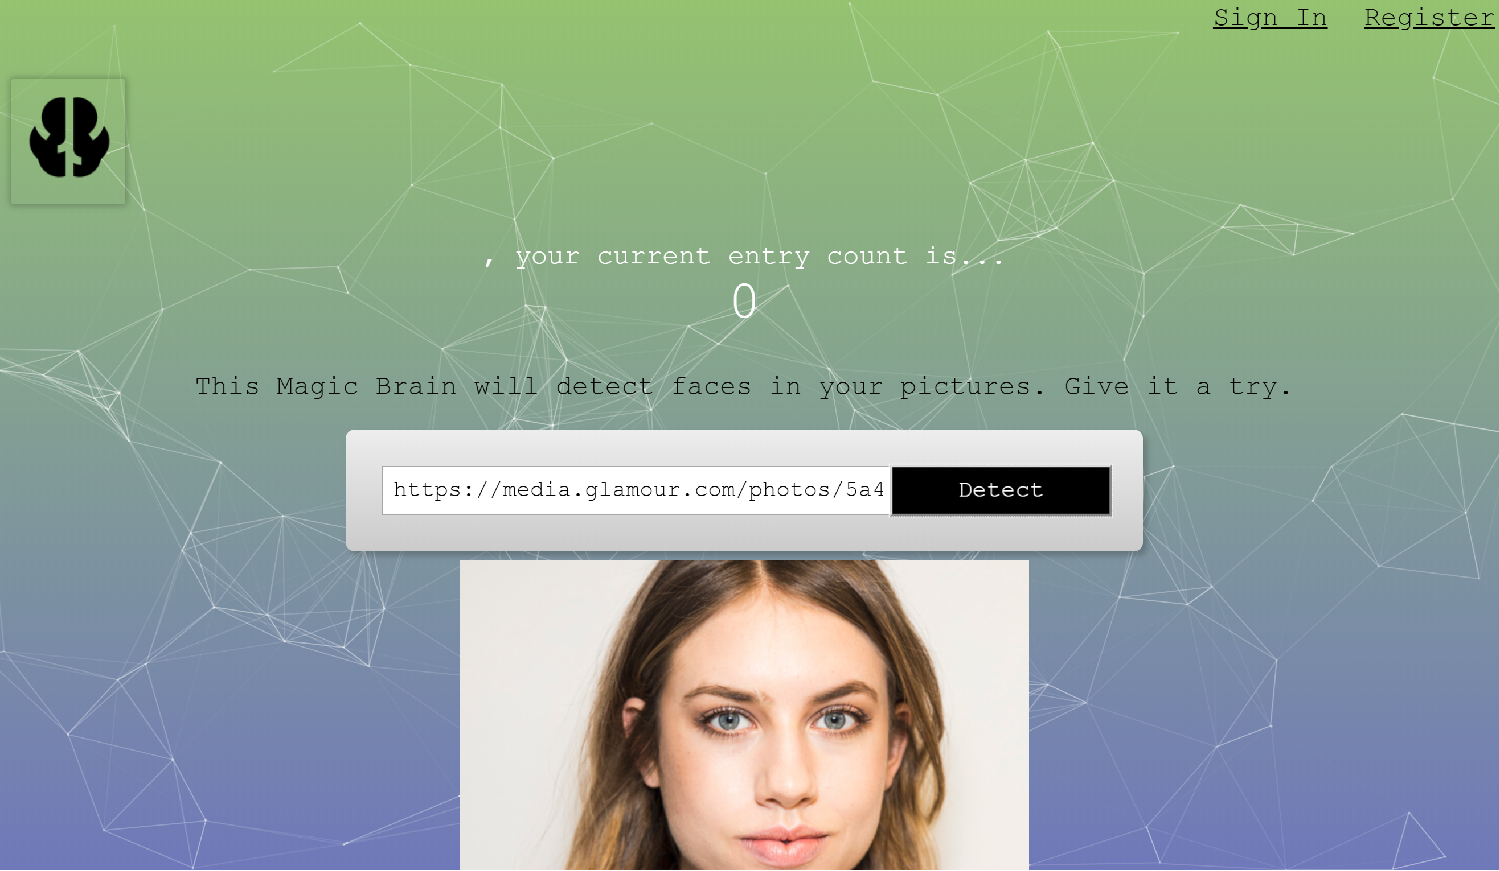 Sign In Register
, your current entry count is...
0
This Magic Brain will detect faces in your pictures. Give it a try.
https://media.glamour.com/photos/5a4 Detect